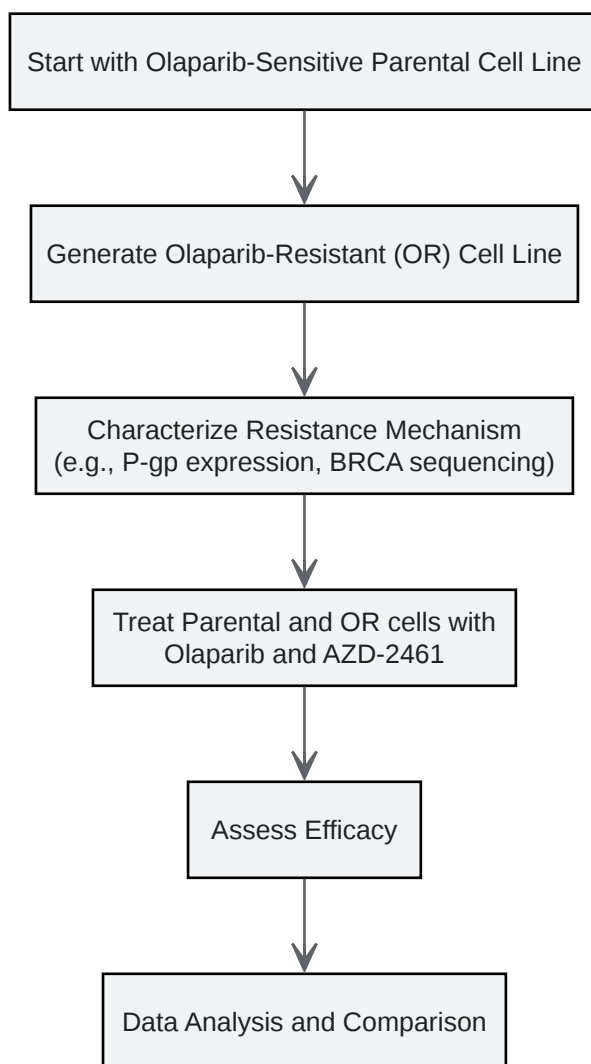 Start with Olaparib-Sensitive Parental Cell Line
Generate Olaparib-Resistant (OR) Cell Line
Characterize Resistance Mechanism
(e.g., P-gp expression, BRCA sequencing)
Treat Parental and OR cells with
Olaparib and AZD-2461
Assess Efficacy
Data Analysis and Comparison